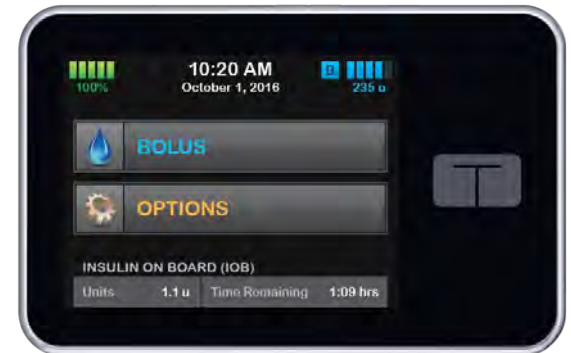 100%
10:20 AM
October 1, 2016
B
235 u
BOLUS
OPTIONS
INSULIN ON BOARD (IOB)
Units 1.1 u Time Remaining 1:09 hrs